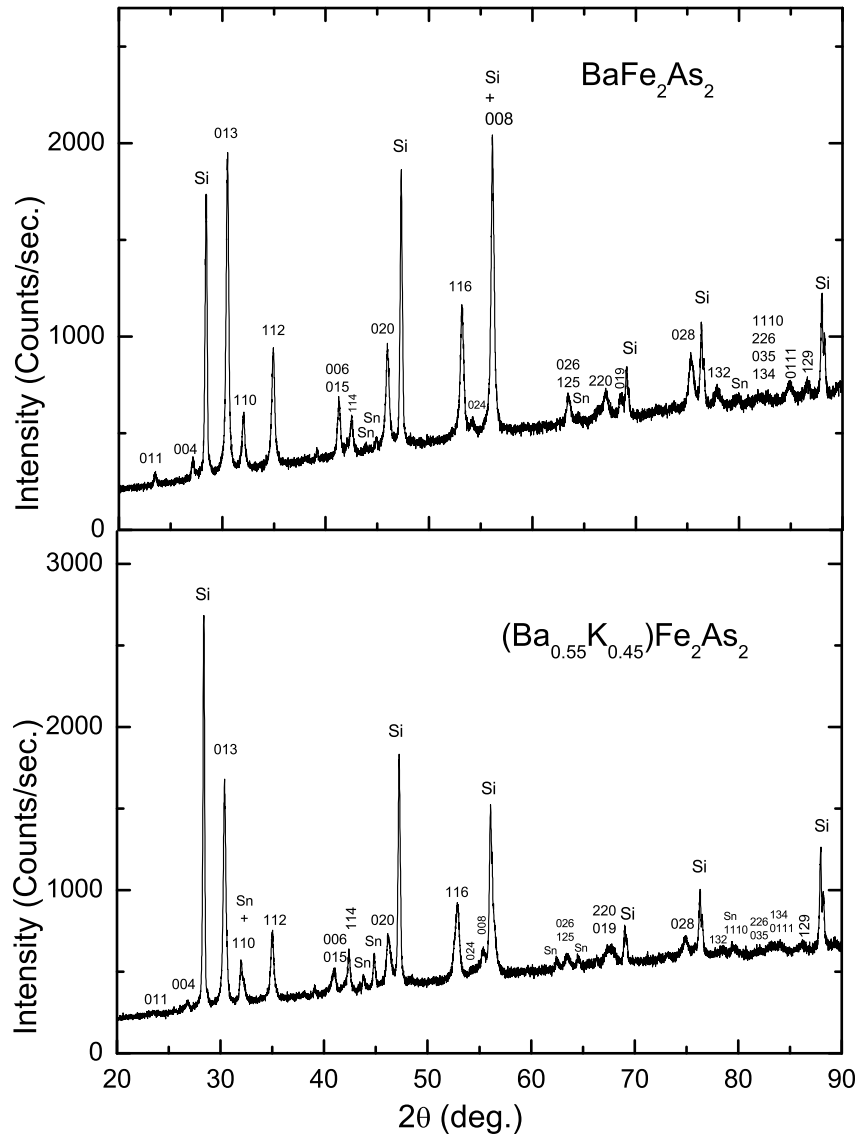 3000
2000
1000
0
Intensity (Counts/sec.)
BaFe₂As₂
011
004
Si
013
110
112
006
015
114
Sn
Sn
020
Si
116
024
Si
+
008
026
125
Sn
220
019
Si
028
Si
132
Sn
1110
226
035
134
0111
129
Si
3000
2000
1000
0
Intensity (Counts/sec.)
(Ba₀.₅₅K₀.₄₅)Fe₂As₂
011
004
Si
013
Sn
+
110
112
006
015
114
Sn
Sn
020
Si
116
024
008
Si
Sn
026
125
Sn
220
019
Si
028
Si
132
Sn
1110
226
035
134
0111
129
Si
20 30 40 50 60 70 80 90
2θ (deg.)